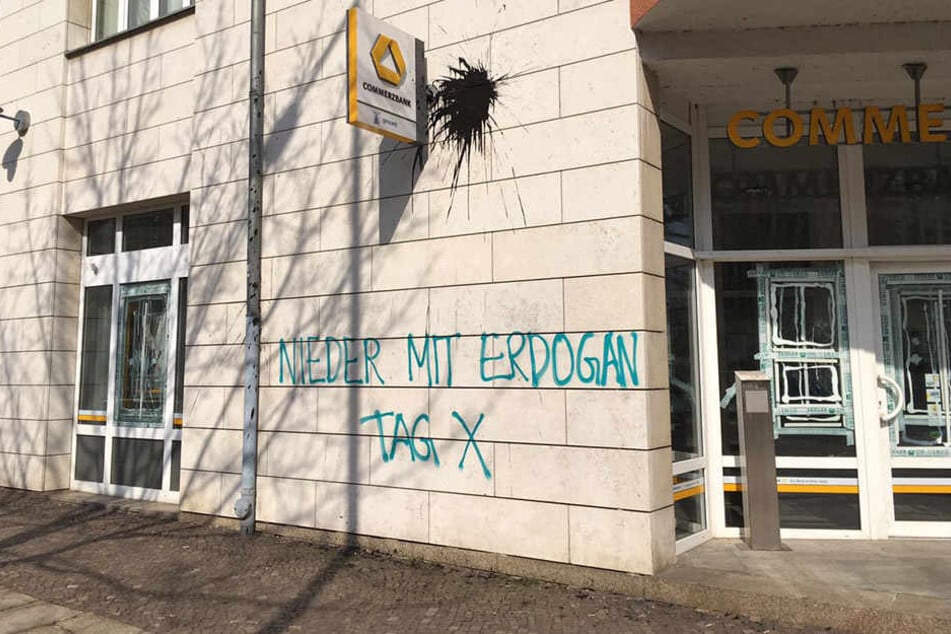 COMMERZBANK
COMME
NIEDER MIT ERDOGAN
TAG X